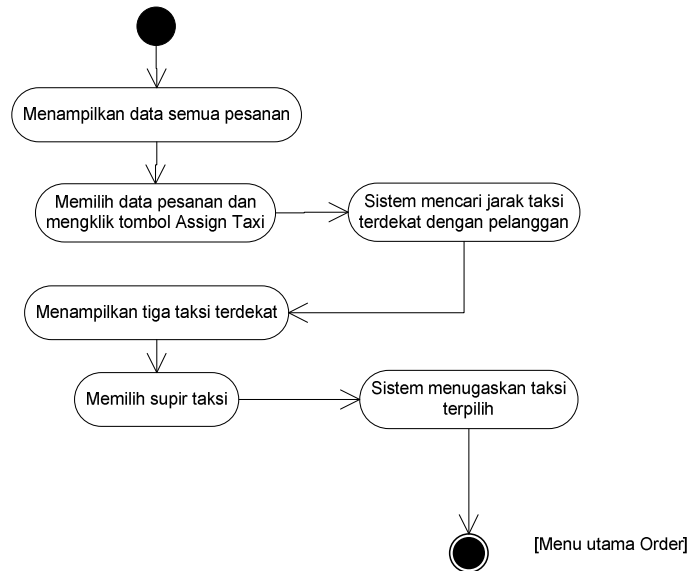 Menampilkan data semua pesanan
Memilih data pesanan dan
mengklik tombol Assign Taxi
Sistem mencari jarak taksi
terdekat dengan pelanggan
Menampilkan tiga taksi terdekat
Memilih supir taksi
Sistem menugaskan taksi
terpilih
[Menu utama Order]